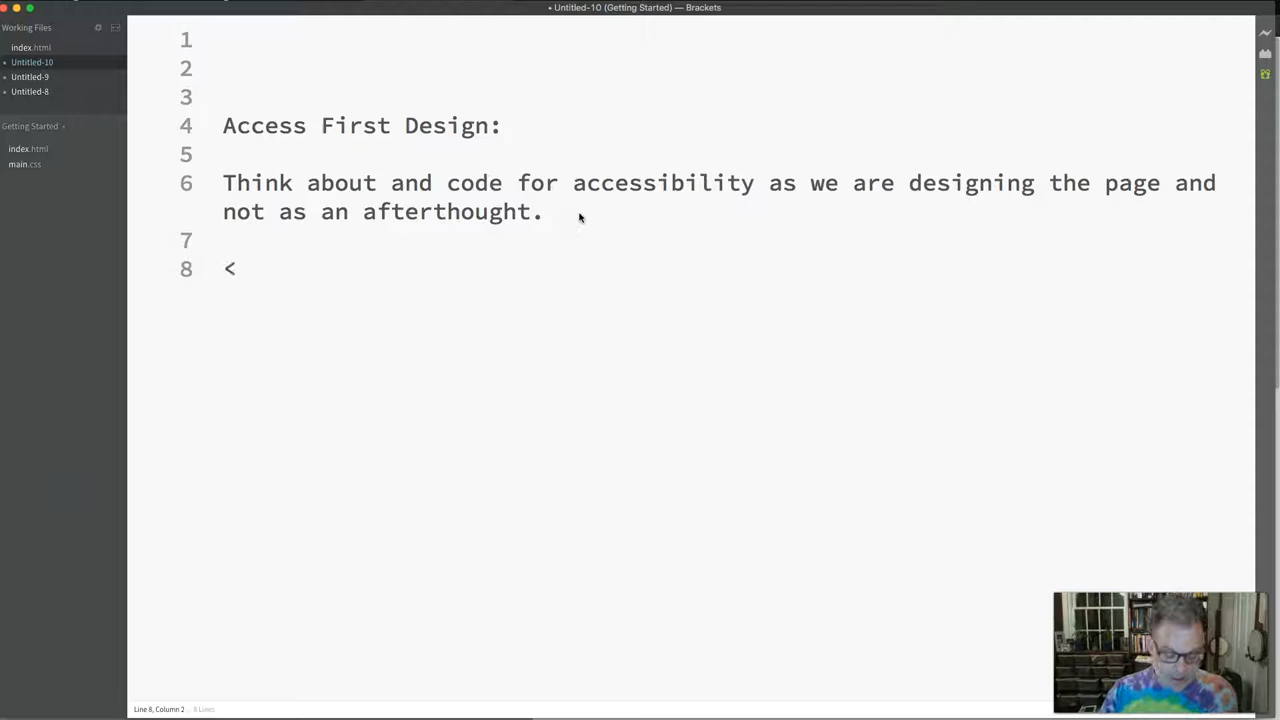 • Untitled-10 (Getting Started) — Brackets
Working Files
index.html
• Untitled-10
• Untitled-9
• Untitled-8
Getting Started
index.html
main.css
1
2
3
4 Access First Design:
5
6 Think about and code for accessibility as we are designing the page and
not as an afterthought.
7
8 <
Line 8, Column 2 — 8 Lines